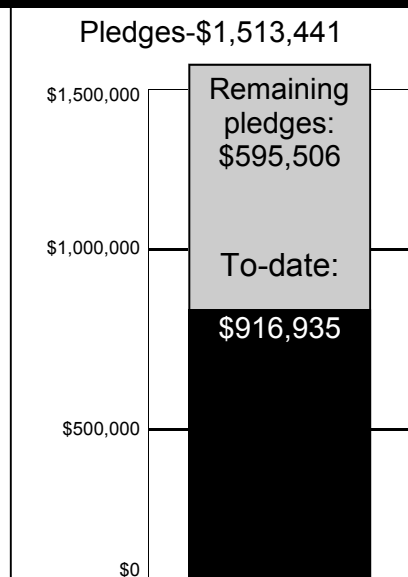 Pledges-$1,513,441
$1,500,000
Remaining
pledges:
$595,506
$1,000,000
To-date:
$916,935
$500,000
$0